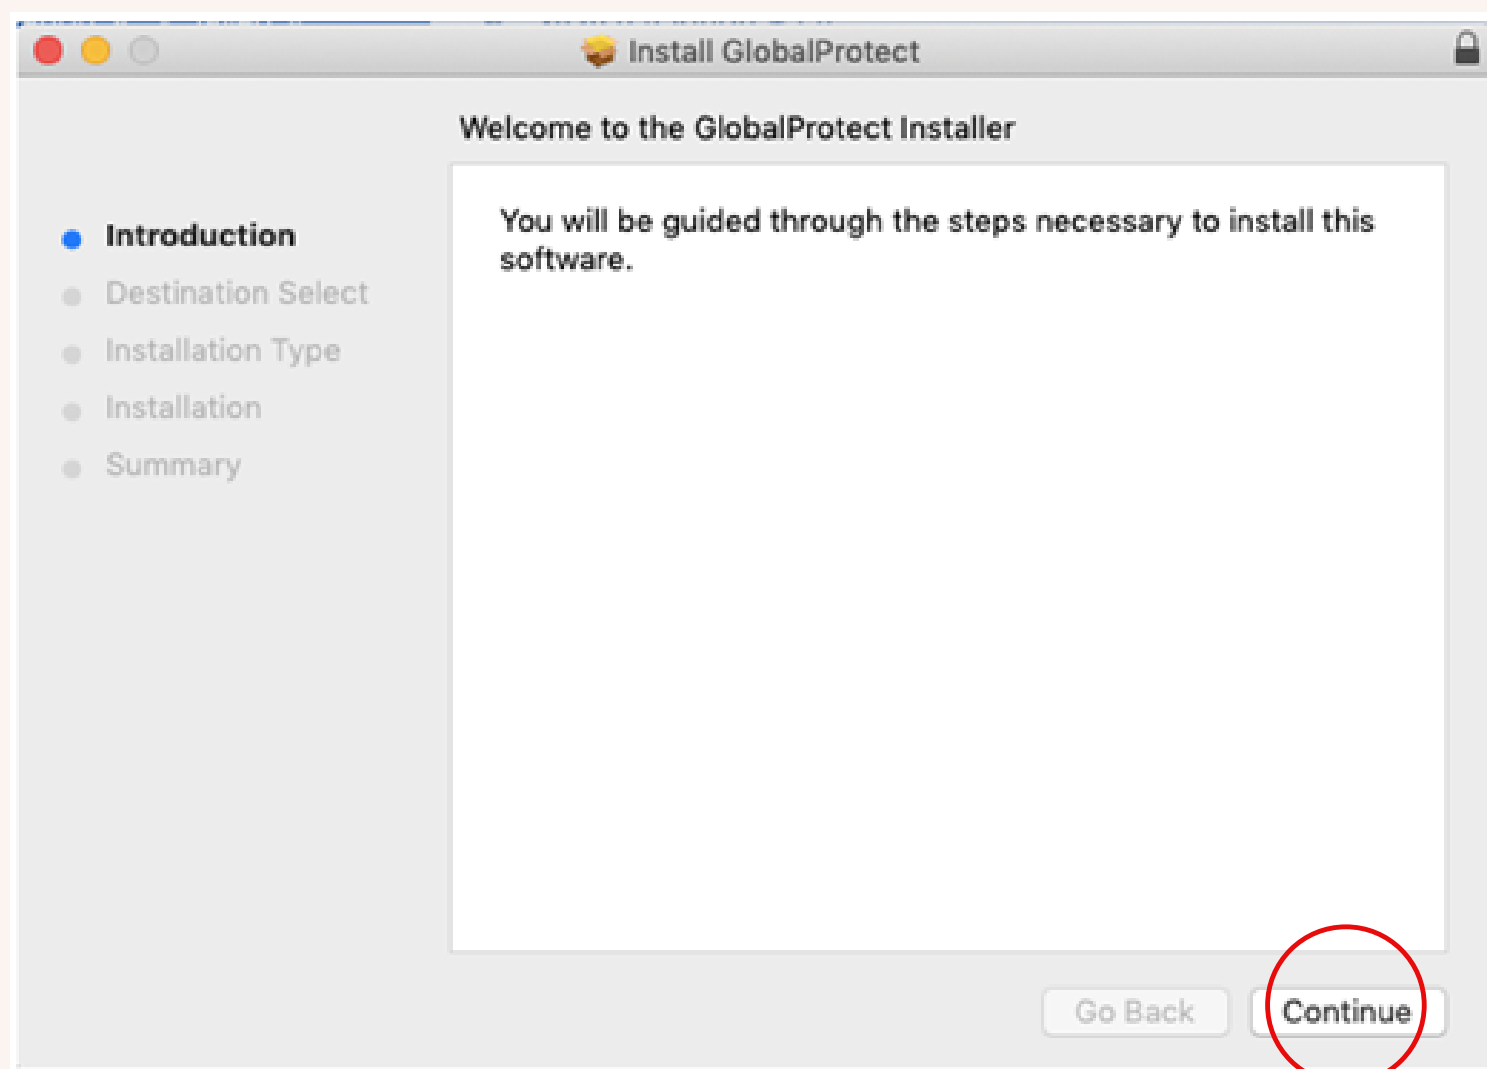 Install GlobalProtect
Welcome to the GlobalProtect Installer
Introduction
Destination Select
Installation Type
Installation
Summary
You will be guided through the steps necessary to install this
software.
Go Back
Continue